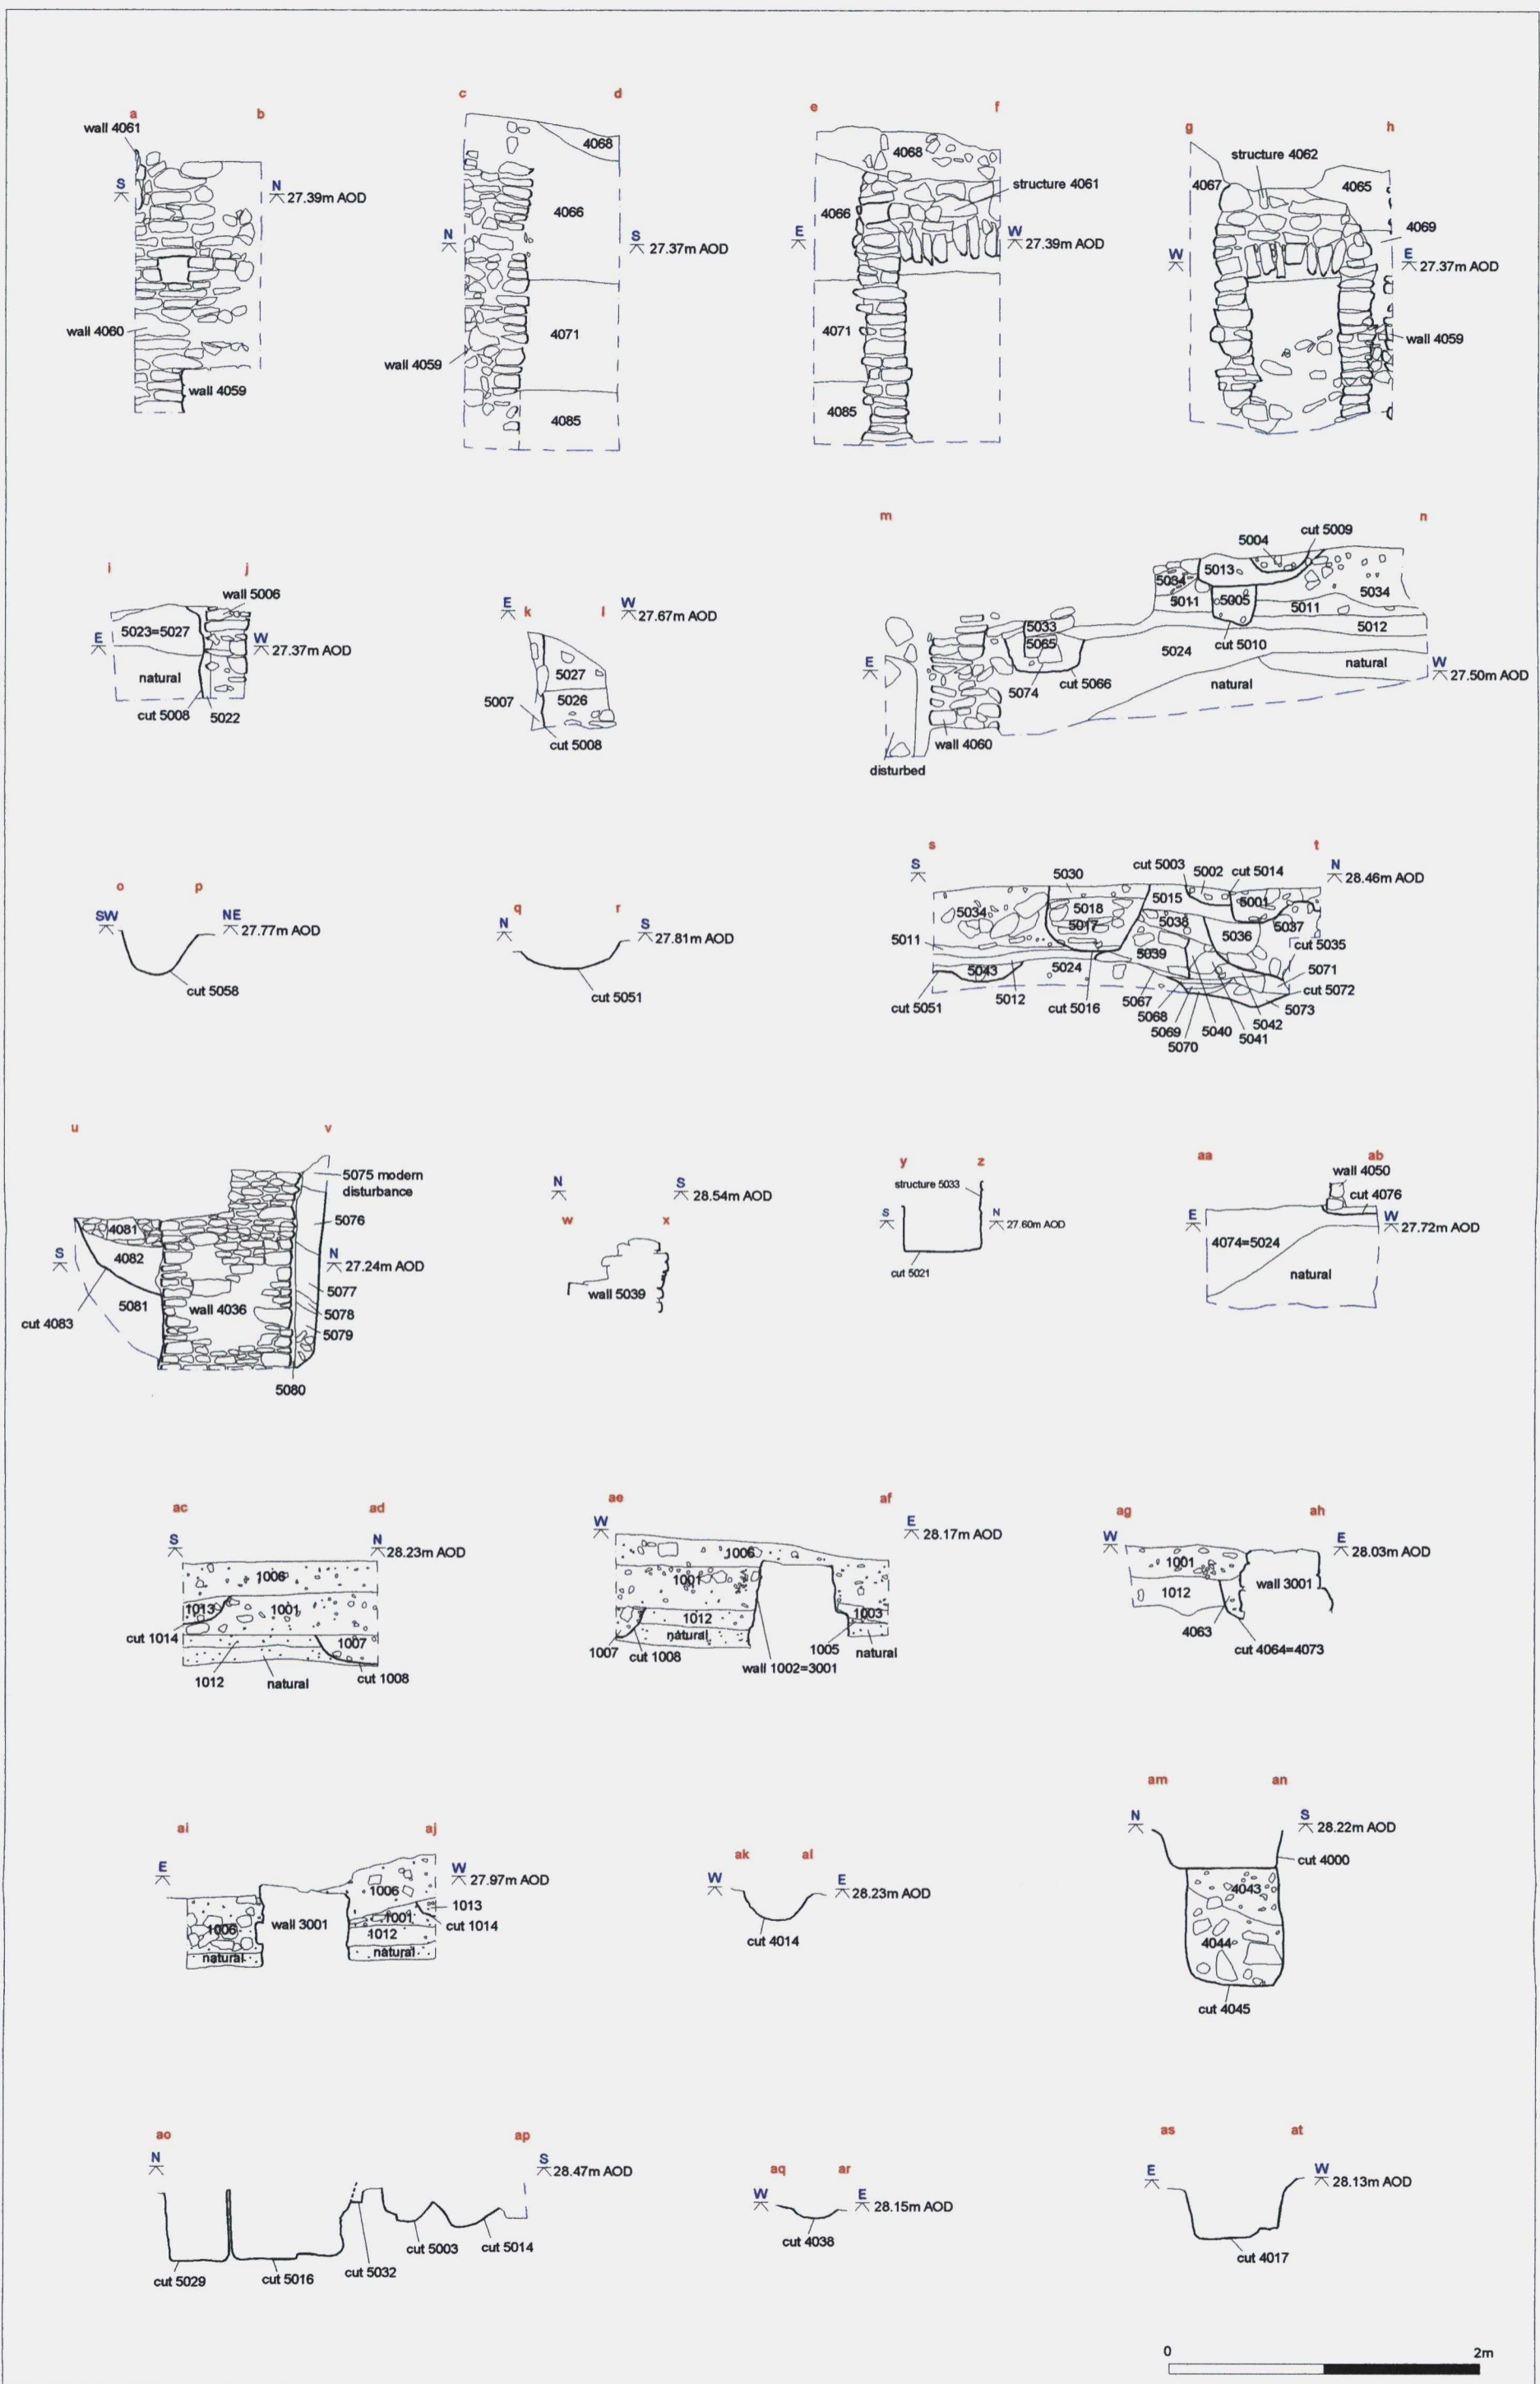 a
b
wall 4061
S
N
27.39m AOD
wall 4060
wall 4059
c
d
4068
4066
N
S
27.37m AOD
4071
wall 4059
4085
e
f
4068
structure 4061
4066
E
W
27.39m AOD
4071
4085
g
h
structure 4062
4067
4065
4069
W
E
27.37m AOD
wall 4059
i
j
wall 5006
5023=5027
E
W
27.37m AOD
natural
cut 5008
5022
E
k
l
W
27.67m AOD
5027
5007
5026
cut 5008
m
n
cut 5009
5004
5013
5034
5034
5011
5005
5011
5033
5012
5065
cut 5010
5024
E
natural
W
27.50m AOD
5074
cut 5066
natural
wall 4060
disturbed
o
p
SW
NE
27.77m AOD
cut 5058
q
r
N
S
27.81m AOD
cut 5051
s
t
S
cut 5003
5002
cut 5014
N
28.46m AOD
5030
5015
5001
5034
5018
5038
5017
5037
5036
5011
cut 5035
5039
5043
5024
5071
cut 5072
cut 5051
5012
cut 5016
5067
5073
5068
5042
5069
5040
5041
5070
u
v
5075 modern
disturbance
4081
5076
S
4082
N
27.24m AOD
5077
5081
wall 4036
5078
cut 4083
5079
5080
N
S
28.54m AOD
w
x
wall 5039
y
z
structure 5033
S
N
27.60m AOD
cut 5021
aa
ab
wall 4050
cut 4076
E
W
27.72m AOD
4074=5024
natural
ac
ad
S
N
28.23m AOD
1006
1013
1001
cut 1014
1007
1012
natural
cut 1008
ae
af
W
E
28.17m AOD
1006
1001
1012
1003
natural
1007
cut 1008
1005
natural
wall 1002=3001
ag
ah
W
E
28.03m AOD
1001
1012
wall 3001
4063
cut 4064=4073
ai
aj
E
W
27.97m AOD
1006
1013
1001
1006
wall 3001
cut 1014
1012
natural
natural
ak
al
W
E
28.23m AOD
cut 4014
am
an
N
S
28.22m AOD
cut 4000
4043
4044
cut 4045
ao
ap
N
S
28.47m AOD
cut 5003
cut 5014
cut 5029
cut 5016
cut 5032
aq
ar
W
E
28.15m AOD
cut 4038
as
at
E
W
28.13m AOD
cut 4017
0
2m